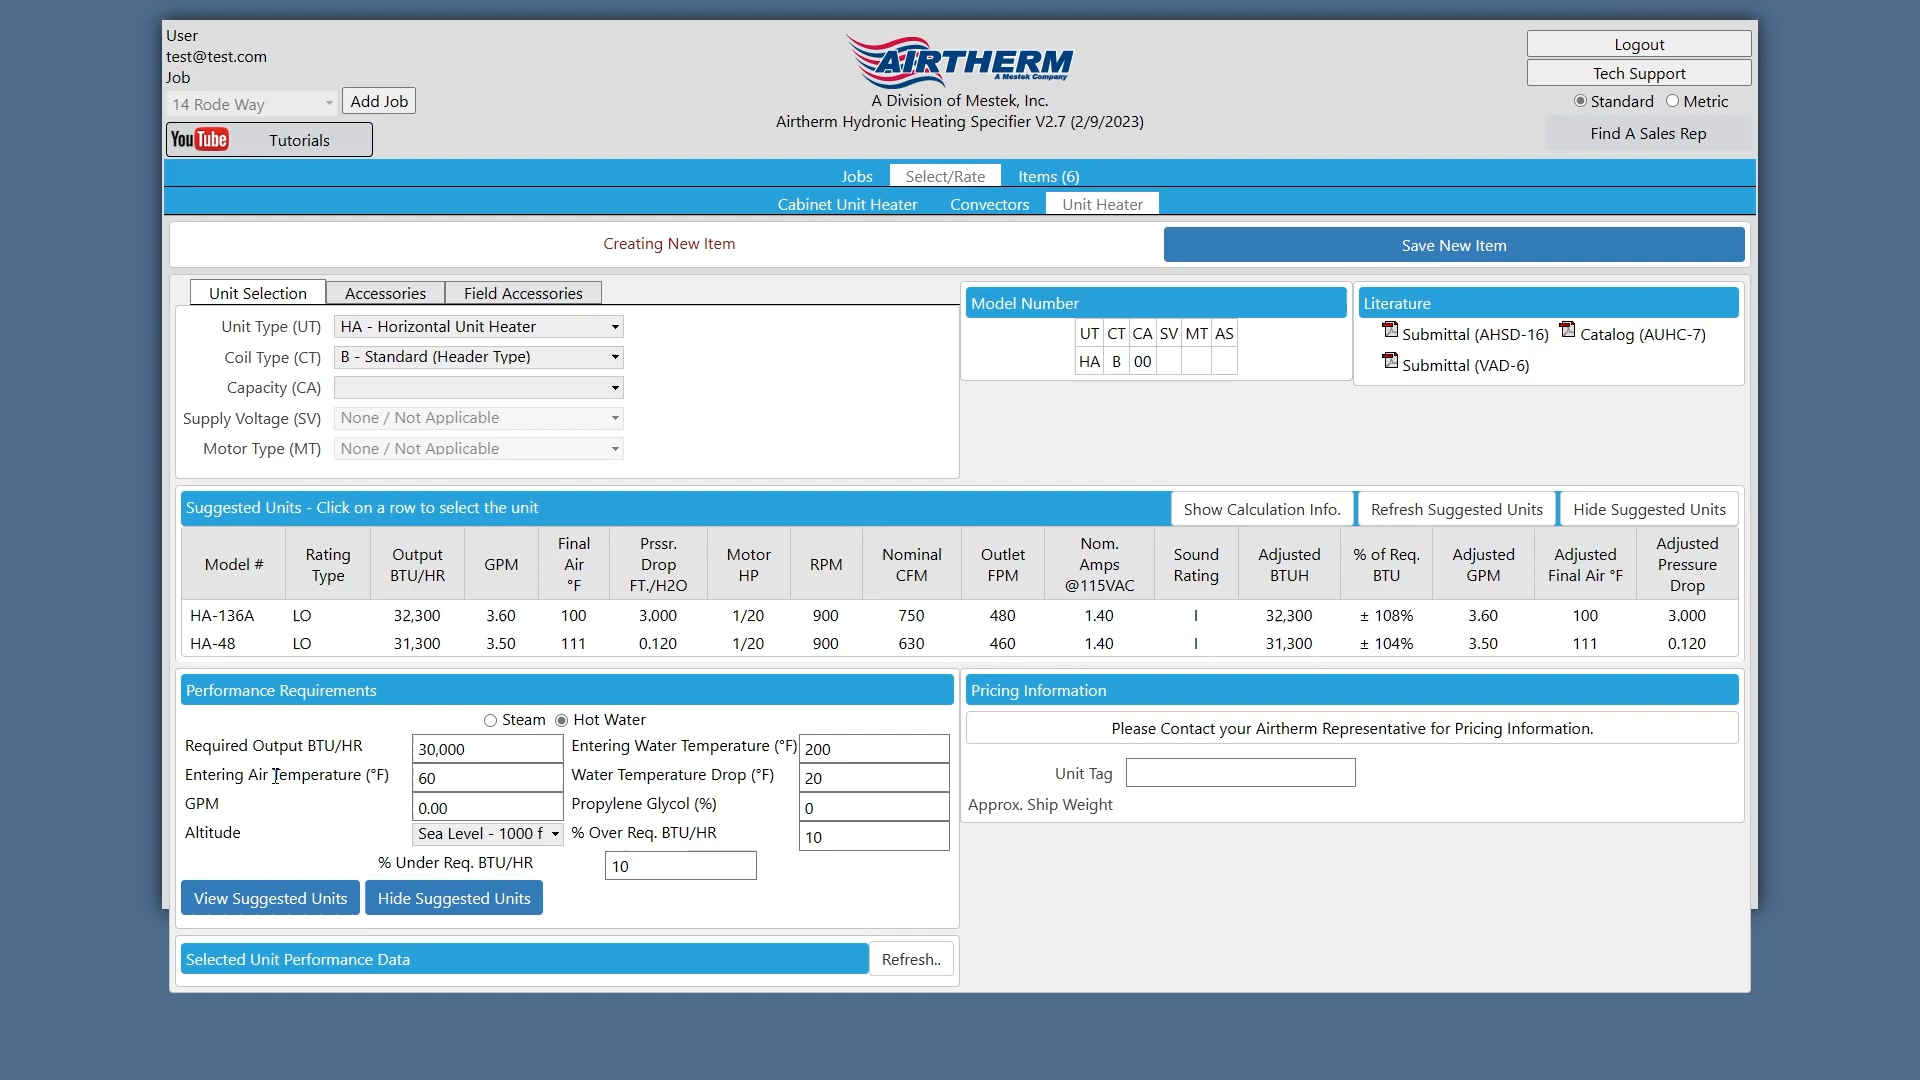 User
test@test.com
Job
14 Rode Way
Add Job
YouTube Tutorials
AIRTHERM
A Mestek Company
A Division of Mestek, Inc.
Airtherm Hydronic Heating Specifier V2.7 (2/9/2023)
Logout
Tech Support
Standard Metric
Find A Sales Rep
Jobs Select/Rate Items (6)
Cabinet Unit Heater Convectors Unit Heater
Creating New Item
Save New Item
Unit Selection Accessories Field Accessories
Unit Type (UT) HA - Horizontal Unit Heater
Coil Type (CT) B - Standard (Header Type)
Capacity (CA)
Supply Voltage (SV) None / Not Applicable
Motor Type (MT) None / Not Applicable
Model Number
UT CT CA SV MT AS
HA B 00
Literature
Submittal (AHSD-16) Catalog (AUHC-7)
Submittal (VAD-6)
Suggested Units - Click on a row to select the unit
Show Calculation Info. Refresh Suggested Units Hide Suggested Units
Model # Rating Type Output BTU/HR GPM Final Air °F Prssr. Drop FT./H2O Motor HP RPM Nominal CFM Outlet FPM Nom. Amps @115VAC Sound Rating Adjusted BTUH % of Req. BTU Adjusted GPM Adjusted Final Air °F Adjusted Pressure Drop
HA-136A LO 32,300 3.60 100 3.000 1/20 900 750 480 1.40 I 32,300 ± 108% 3.60 100 3.000
HA-48 LO 31,300 3.50 111 0.120 1/20 900 630 460 1.40 I 31,300 ± 104% 3.50 111 0.120
Performance Requirements
Steam Hot Water
Required Output BTU/HR 30,000 Entering Water Temperature (°F) 200
Entering Air Temperature (°F) 60 Water Temperature Drop (°F) 20
GPM 0.00 Propylene Glycol (%) 0
Altitude Sea Level - 1000 f % Over Req. BTU/HR 10
% Under Req. BTU/HR 10
View Suggested Units Hide Suggested Units
Pricing Information
Please Contact your Airtherm Representative for Pricing Information.
Unit Tag
Approx. Ship Weight
Selected Unit Performance Data
Refresh..